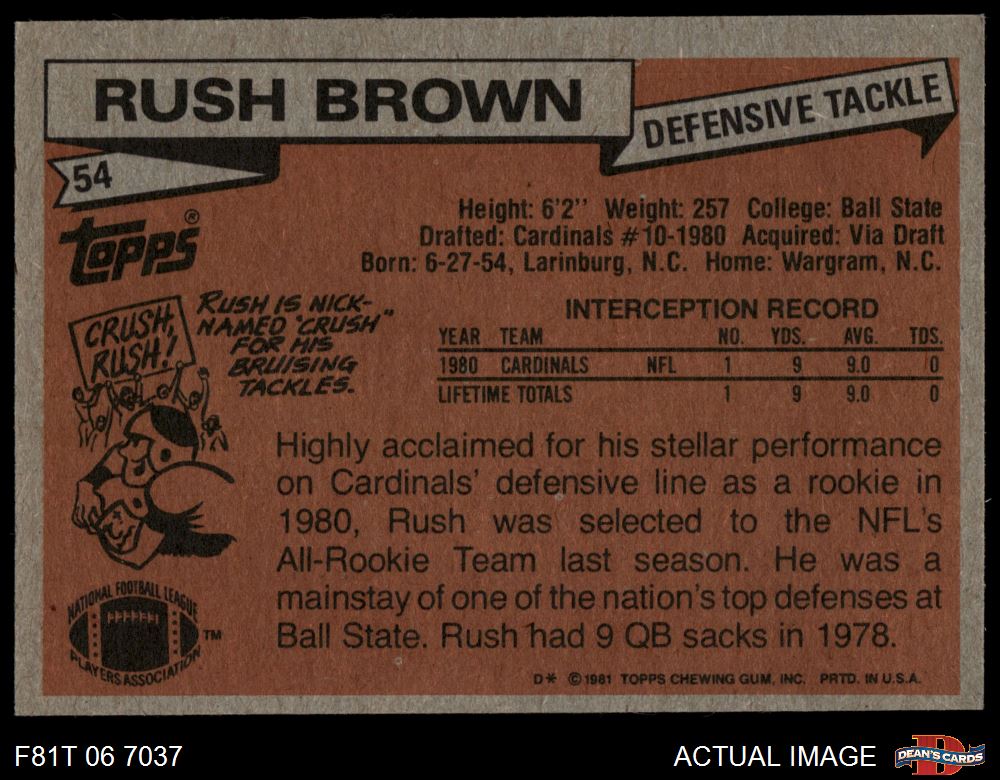 RUSH BROWN
DEFENSIVE TACKLE
54
TOPPS®
Height: 6'2'' Weight: 257 College: Ball State
Drafted: Cardinals #10-1980 Acquired: Via Draft
Born: 6-27-54, Larinburg, N.C. Home: Wargram, N.C.
CRUSH,
RUSH!
RUSH IS NICK-
NAMED "CRUSH"
FOR HIS
BRUISING
TACKLES.
INTERCEPTION RECORD
YEAR TEAM NO. YDS. AVG. TDS.
1980 CARDINALS NFL 1 9 9.0 0
LIFETIME TOTALS 1 9 9.0 0
Highly acclaimed for his stellar performance
on Cardinals' defensive line as a rookie in
1980, Rush was selected to the NFL's
All-Rookie Team last season. He was a
mainstay of one of the nation's top defenses at
Ball State. Rush had 9 QB sacks in 1978.
NATIONAL FOOTBALL LEAGUE
PLAYERS ASSOCIATION
TM
D* ©1981 TOPPS CHEWING GUM, INC. PRTD. IN U.S.A.
F81T 06 7037
ACTUAL IMAGE
DEAN'S CARDS